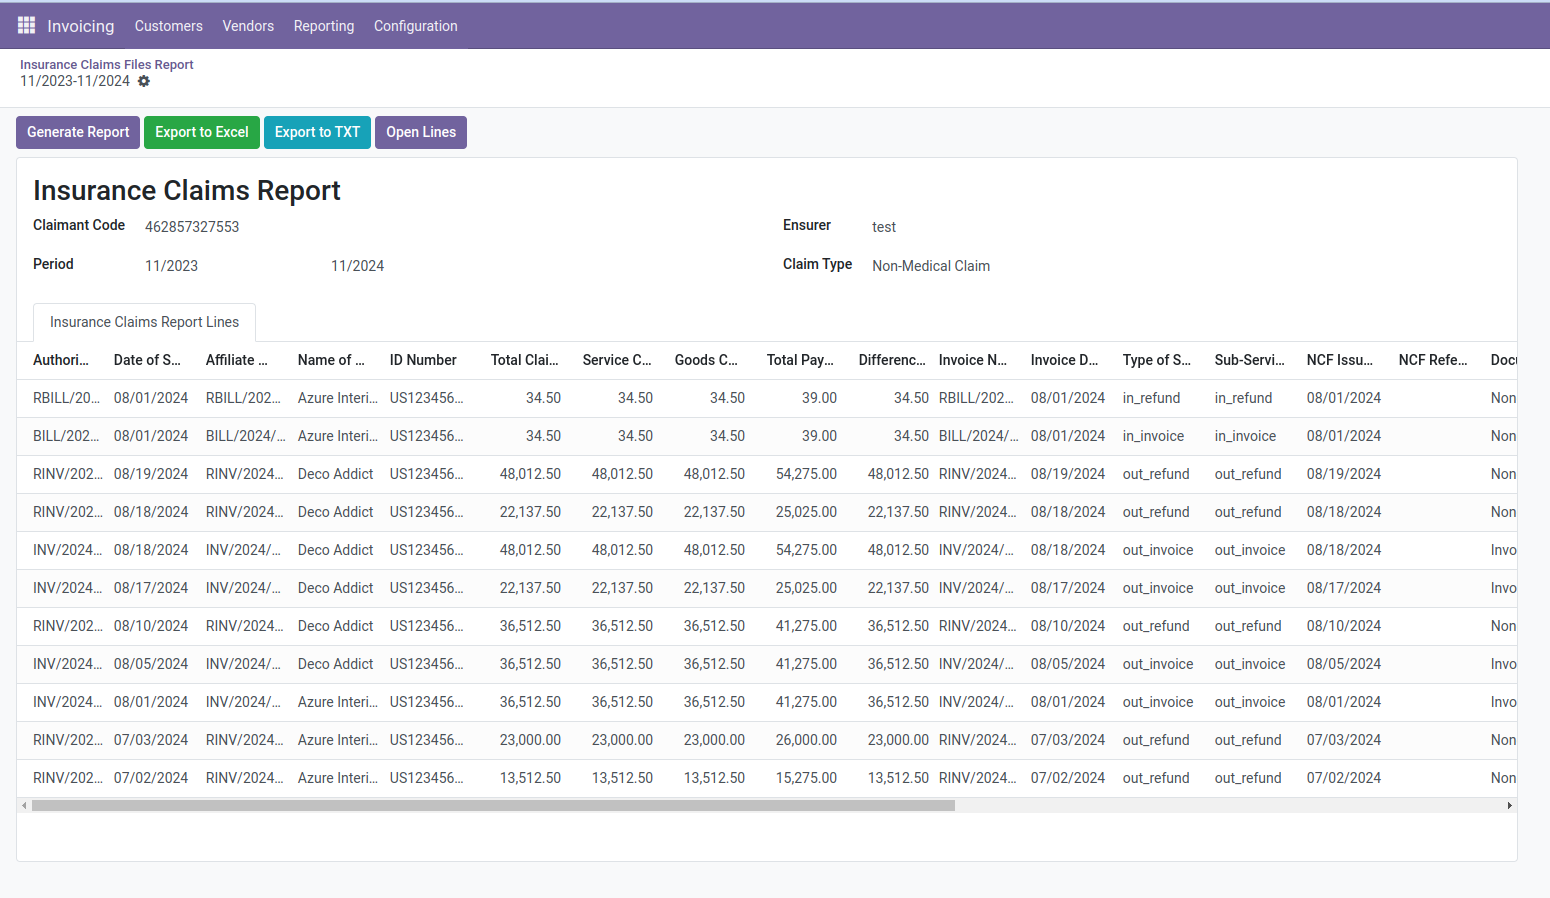 Invoicing Customers Vendors Reporting Configuration
Insurance Claims Files Report
11/2023-11/2024
Generate Report Export to Excel Export to TXT Open Lines
Insurance Claims Report
Claimant Code 462857327553 Ensurer test
Period 11/2023 11/2024 Claim Type Non-Medical Claim
Insurance Claims Report Lines
Authori... Date of S... Affiliate ... Name of ... ID Number Total Clai... Service C... Goods C... Total Pay... Differenc... Invoice N... Invoice D... Type of S... Sub-Servi... NCF Issu... NCF Refe... Docu
RBILL/20... 08/01/2024 RBILL/202... Azure Interi... US123456... 34.50 34.50 34.50 39.00 34.50 RBILL/202... 08/01/2024 in_refund in_refund 08/01/2024 Non
BILL/202... 08/01/2024 BILL/2024/... Azure Interi... US123456... 34.50 34.50 34.50 39.00 34.50 BILL/2024/... 08/01/2024 in_invoice in_invoice 08/01/2024 Non
RINV/202... 08/19/2024 RINV/2024... Deco Addict US123456... 48,012.50 48,012.50 48,012.50 54,275.00 48,012.50 RINV/2024... 08/19/2024 out_refund out_refund 08/19/2024 Non
RINV/202... 08/18/2024 RINV/2024... Deco Addict US123456... 22,137.50 22,137.50 22,137.50 25,025.00 22,137.50 RINV/2024... 08/18/2024 out_refund out_refund 08/18/2024 Non
INV/2024... 08/18/2024 INV/2024/... Deco Addict US123456... 48,012.50 48,012.50 48,012.50 54,275.00 48,012.50 INV/2024/... 08/18/2024 out_invoice out_invoice 08/18/2024 Invo
INV/2024... 08/17/2024 INV/2024/... Deco Addict US123456... 22,137.50 22,137.50 22,137.50 25,025.00 22,137.50 INV/2024/... 08/17/2024 out_invoice out_invoice 08/17/2024 Invo
RINV/202... 08/10/2024 RINV/2024... Deco Addict US123456... 36,512.50 36,512.50 36,512.50 41,275.00 36,512.50 RINV/2024... 08/10/2024 out_refund out_refund 08/10/2024 Non
INV/2024... 08/05/2024 INV/2024/... Deco Addict US123456... 36,512.50 36,512.50 36,512.50 41,275.00 36,512.50 INV/2024/... 08/05/2024 out_invoice out_invoice 08/05/2024 Invo
INV/2024... 08/01/2024 INV/2024/... Azure Interi... US123456... 36,512.50 36,512.50 36,512.50 41,275.00 36,512.50 INV/2024/... 08/01/2024 out_invoice out_invoice 08/01/2024 Invo
RINV/202... 07/03/2024 RINV/2024... Azure Interi... US123456... 23,000.00 23,000.00 23,000.00 26,000.00 23,000.00 RINV/2024... 07/03/2024 out_refund out_refund 07/03/2024 Non
RINV/202... 07/02/2024 RINV/2024... Azure Interi... US123456... 13,512.50 13,512.50 13,512.50 15,275.00 13,512.50 RINV/2024... 07/02/2024 out_refund out_refund 07/02/2024 Non